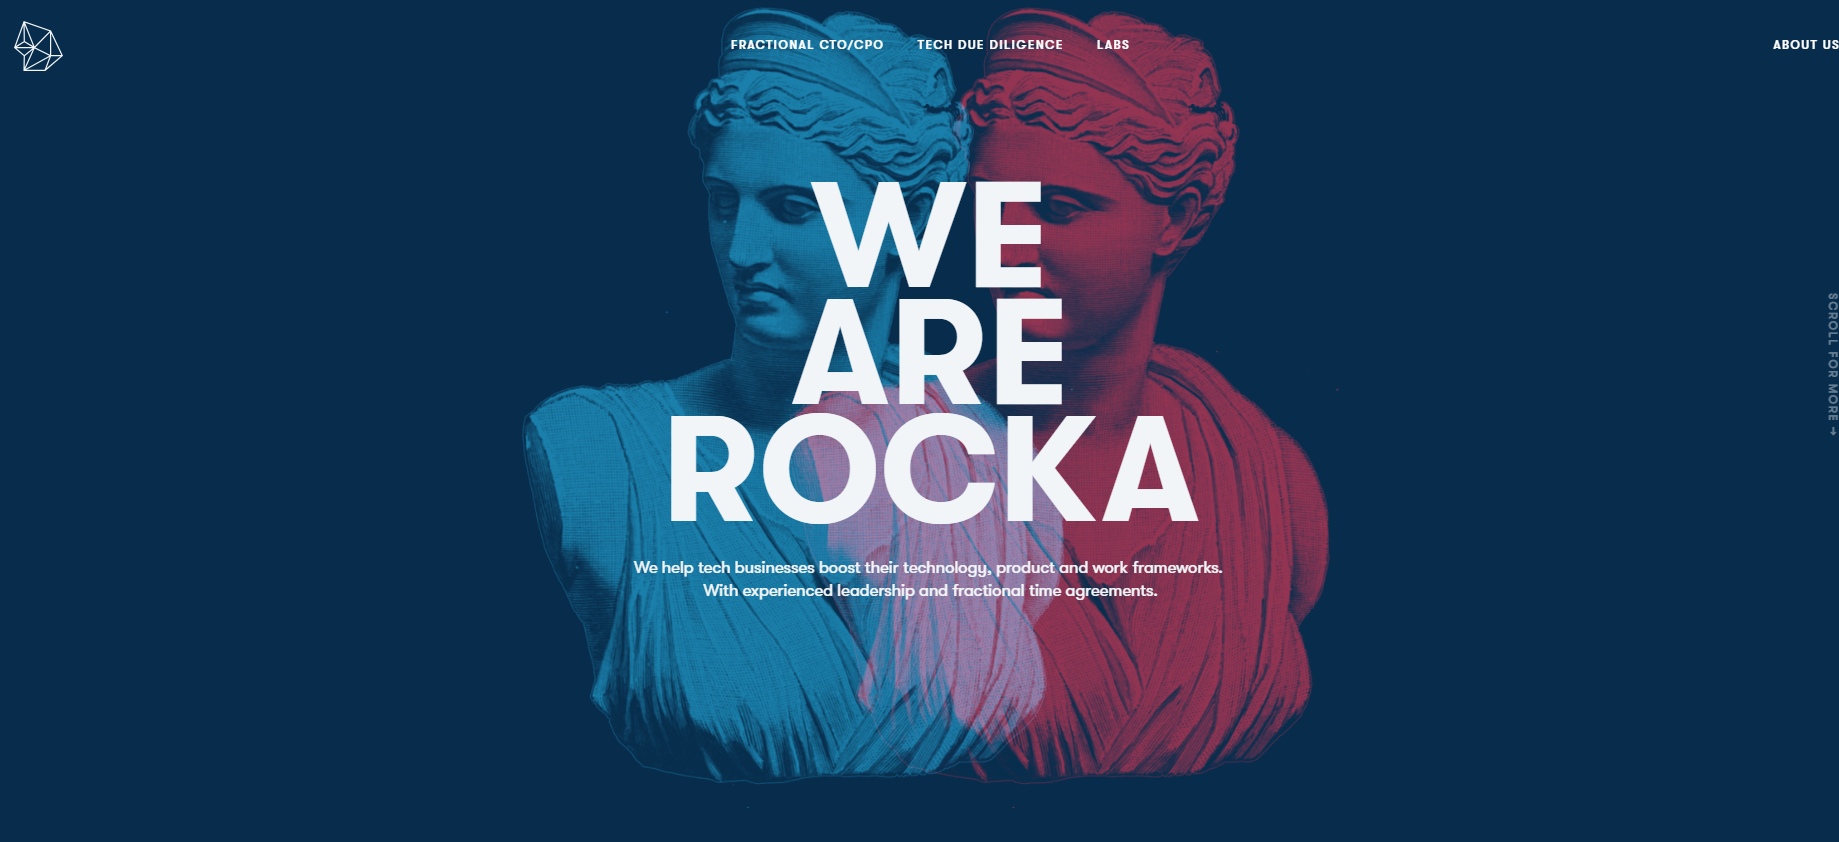 FRACTIONAL CTO/CPO TECH DUE DILIGENCE LABS ABOUT US
WE
ARE
ROCKA
We help tech businesses boost their technology, product and work frameworks.
With experienced leadership and fractional time agreements.
SCROLL FOR MORE →